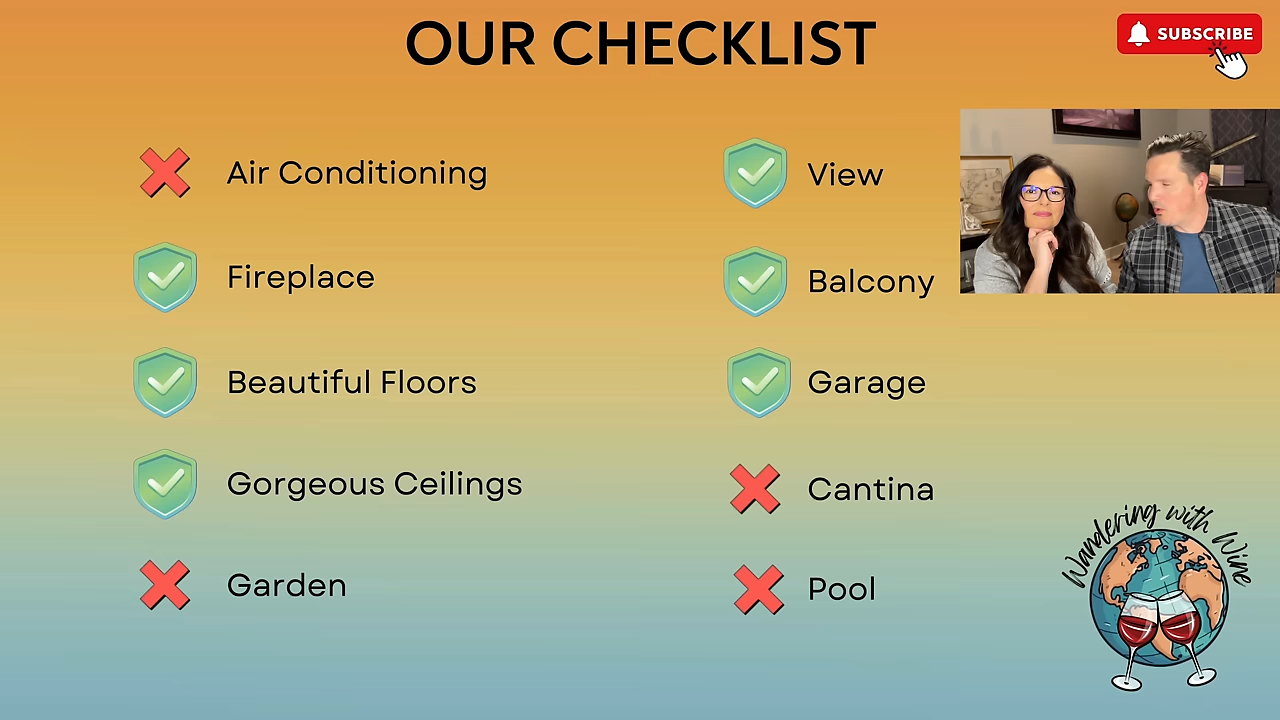 OUR CHECKLIST
SUBSCRIBE
Air Conditioning
Fireplace
Beautiful Floors
Gorgeous Ceilings
Garden
View
Balcony
Garage
Cantina
Pool
Wandering with Wine